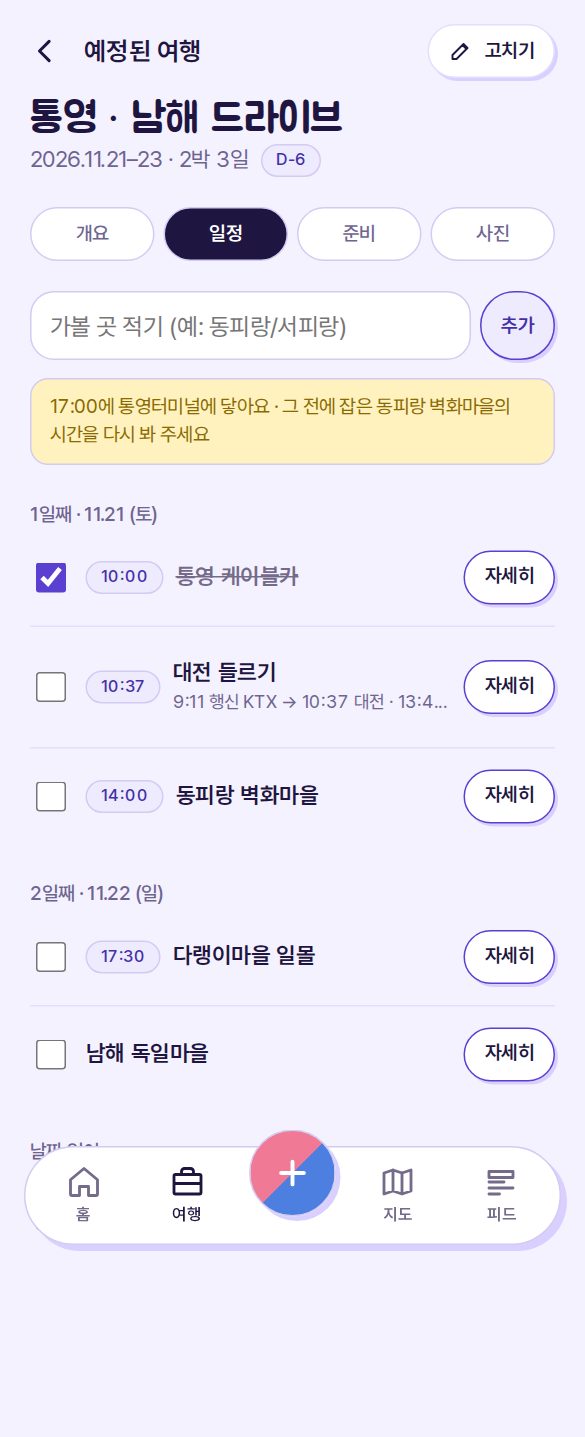 예정된 여행
고치기
통영 · 남해 드라이브
2026.11.21–23 · 2박 3일 D-6
개요 일정 준비 사진
가볼 곳 적기 (예: 동피랑/서피랑) 추가
17:00에 통영터미널에 닿아요 · 그 전에 잡은 동피랑 벽화마을의
시간을 다시 봐 주세요
1일째 · 11.21 (토)
10:00 통영 케이블카 자세히
대전 들르기
10:37 자세히
9:11 행신 KTX → 10:37 대전 · 13:4...
14:00 동피랑 벽화마을 자세히
2일째 · 11.22 (일)
17:30 다랭이마을 일몰 자세히
남해 독일마을 자세히
홈 여행 지도 피드